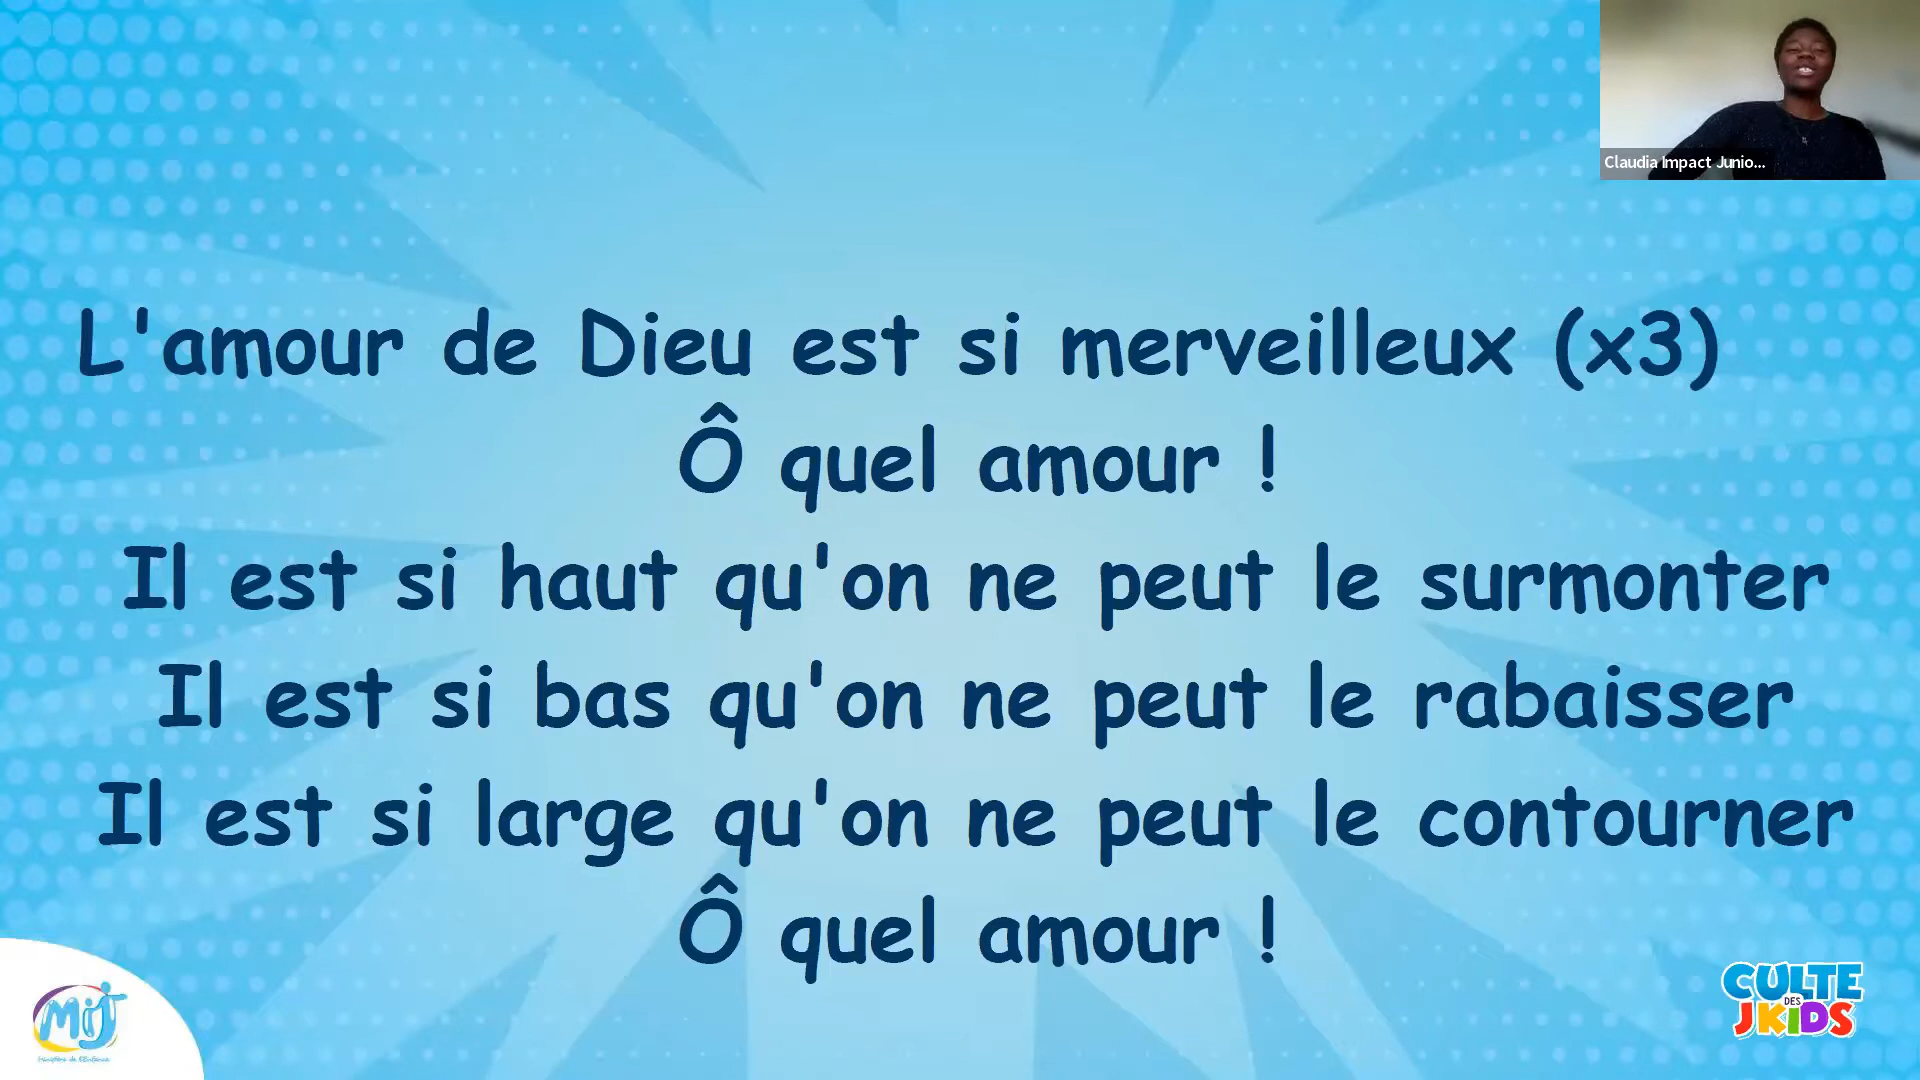 Claudia Impact Junio...
L'amour de Dieu est si merveilleux (x3)
Ô quel amour !
Il est si haut qu'on ne peut le surmonter
Il est si bas qu'on ne peut le rabaisser
Il est si large qu'on ne peut le contourner
Ô quel amour !
MIJ
CULTE
DES
JKIDS